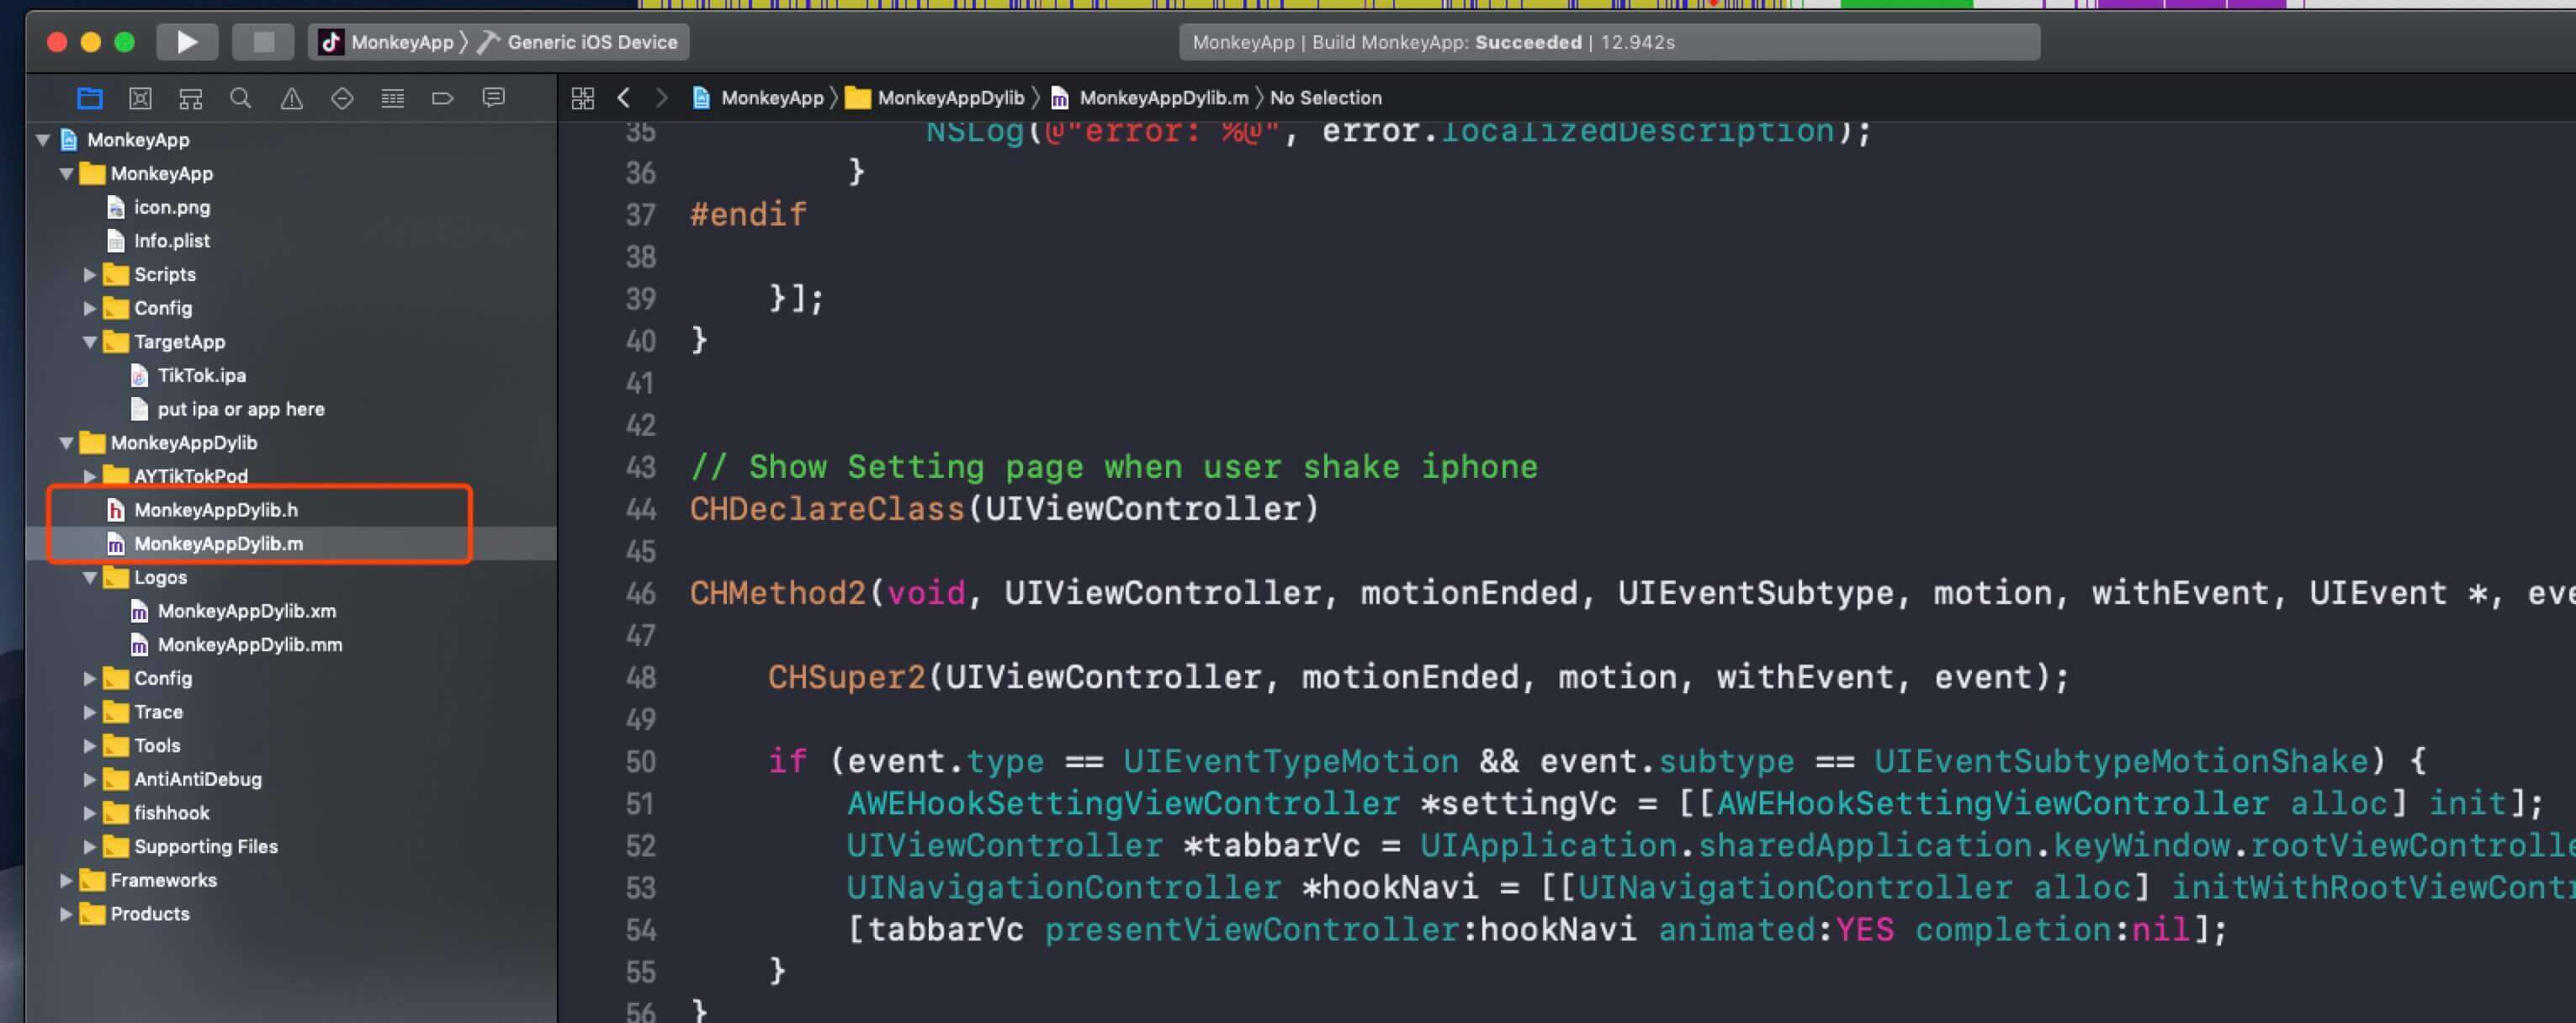 MonkeyApp 〉 Generic iOS Device
MonkeyApp | Build MonkeyApp: Succeeded | 12.942s
MonkeyApp 〉 MonkeyAppDylib 〉 MonkeyAppDylib.m 〉 No Selection
MonkeyApp
MonkeyApp
icon.png
Info.plist
Scripts
Config
TargetApp
TikTok.ipa
put ipa or app here
MonkeyAppDylib
AYTikTokPod
h MonkeyAppDylib.h
m MonkeyAppDylib.m
Logos
m MonkeyAppDylib.xm
m MonkeyAppDylib.mm
Config
Trace
Tools
AntiAntiDebug
fishhook
Supporting Files
Frameworks
Products
35 NSLog(@"error: %@", error.localizedDescription);
36 }
37 #endif
38
39 }];
40 }
41
42
43 // Show Setting page when user shake iphone
44 CHDeclareClass(UIViewController)
45
46 CHMethod2(void, UIViewController, motionEnded, UIEventSubtype, motion, withEvent, UIEvent *, eve
47
48 CHSuper2(UIViewController, motionEnded, motion, withEvent, event);
49
50 if (event.type == UIEventTypeMotion && event.subtype == UIEventSubtypeMotionShake) {
51 AWEHookSettingViewController *settingVc = [[AWEHookSettingViewController alloc] init];
52 UIViewController *tabbarVc = UIApplication.sharedApplication.keyWindow.rootViewControlle
53 UINavigationController *hookNavi = [[UINavigationController alloc] initWithRootViewContr
54 [tabbarVc presentViewController:hookNavi animated:YES completion:nil];
55 }
56 }